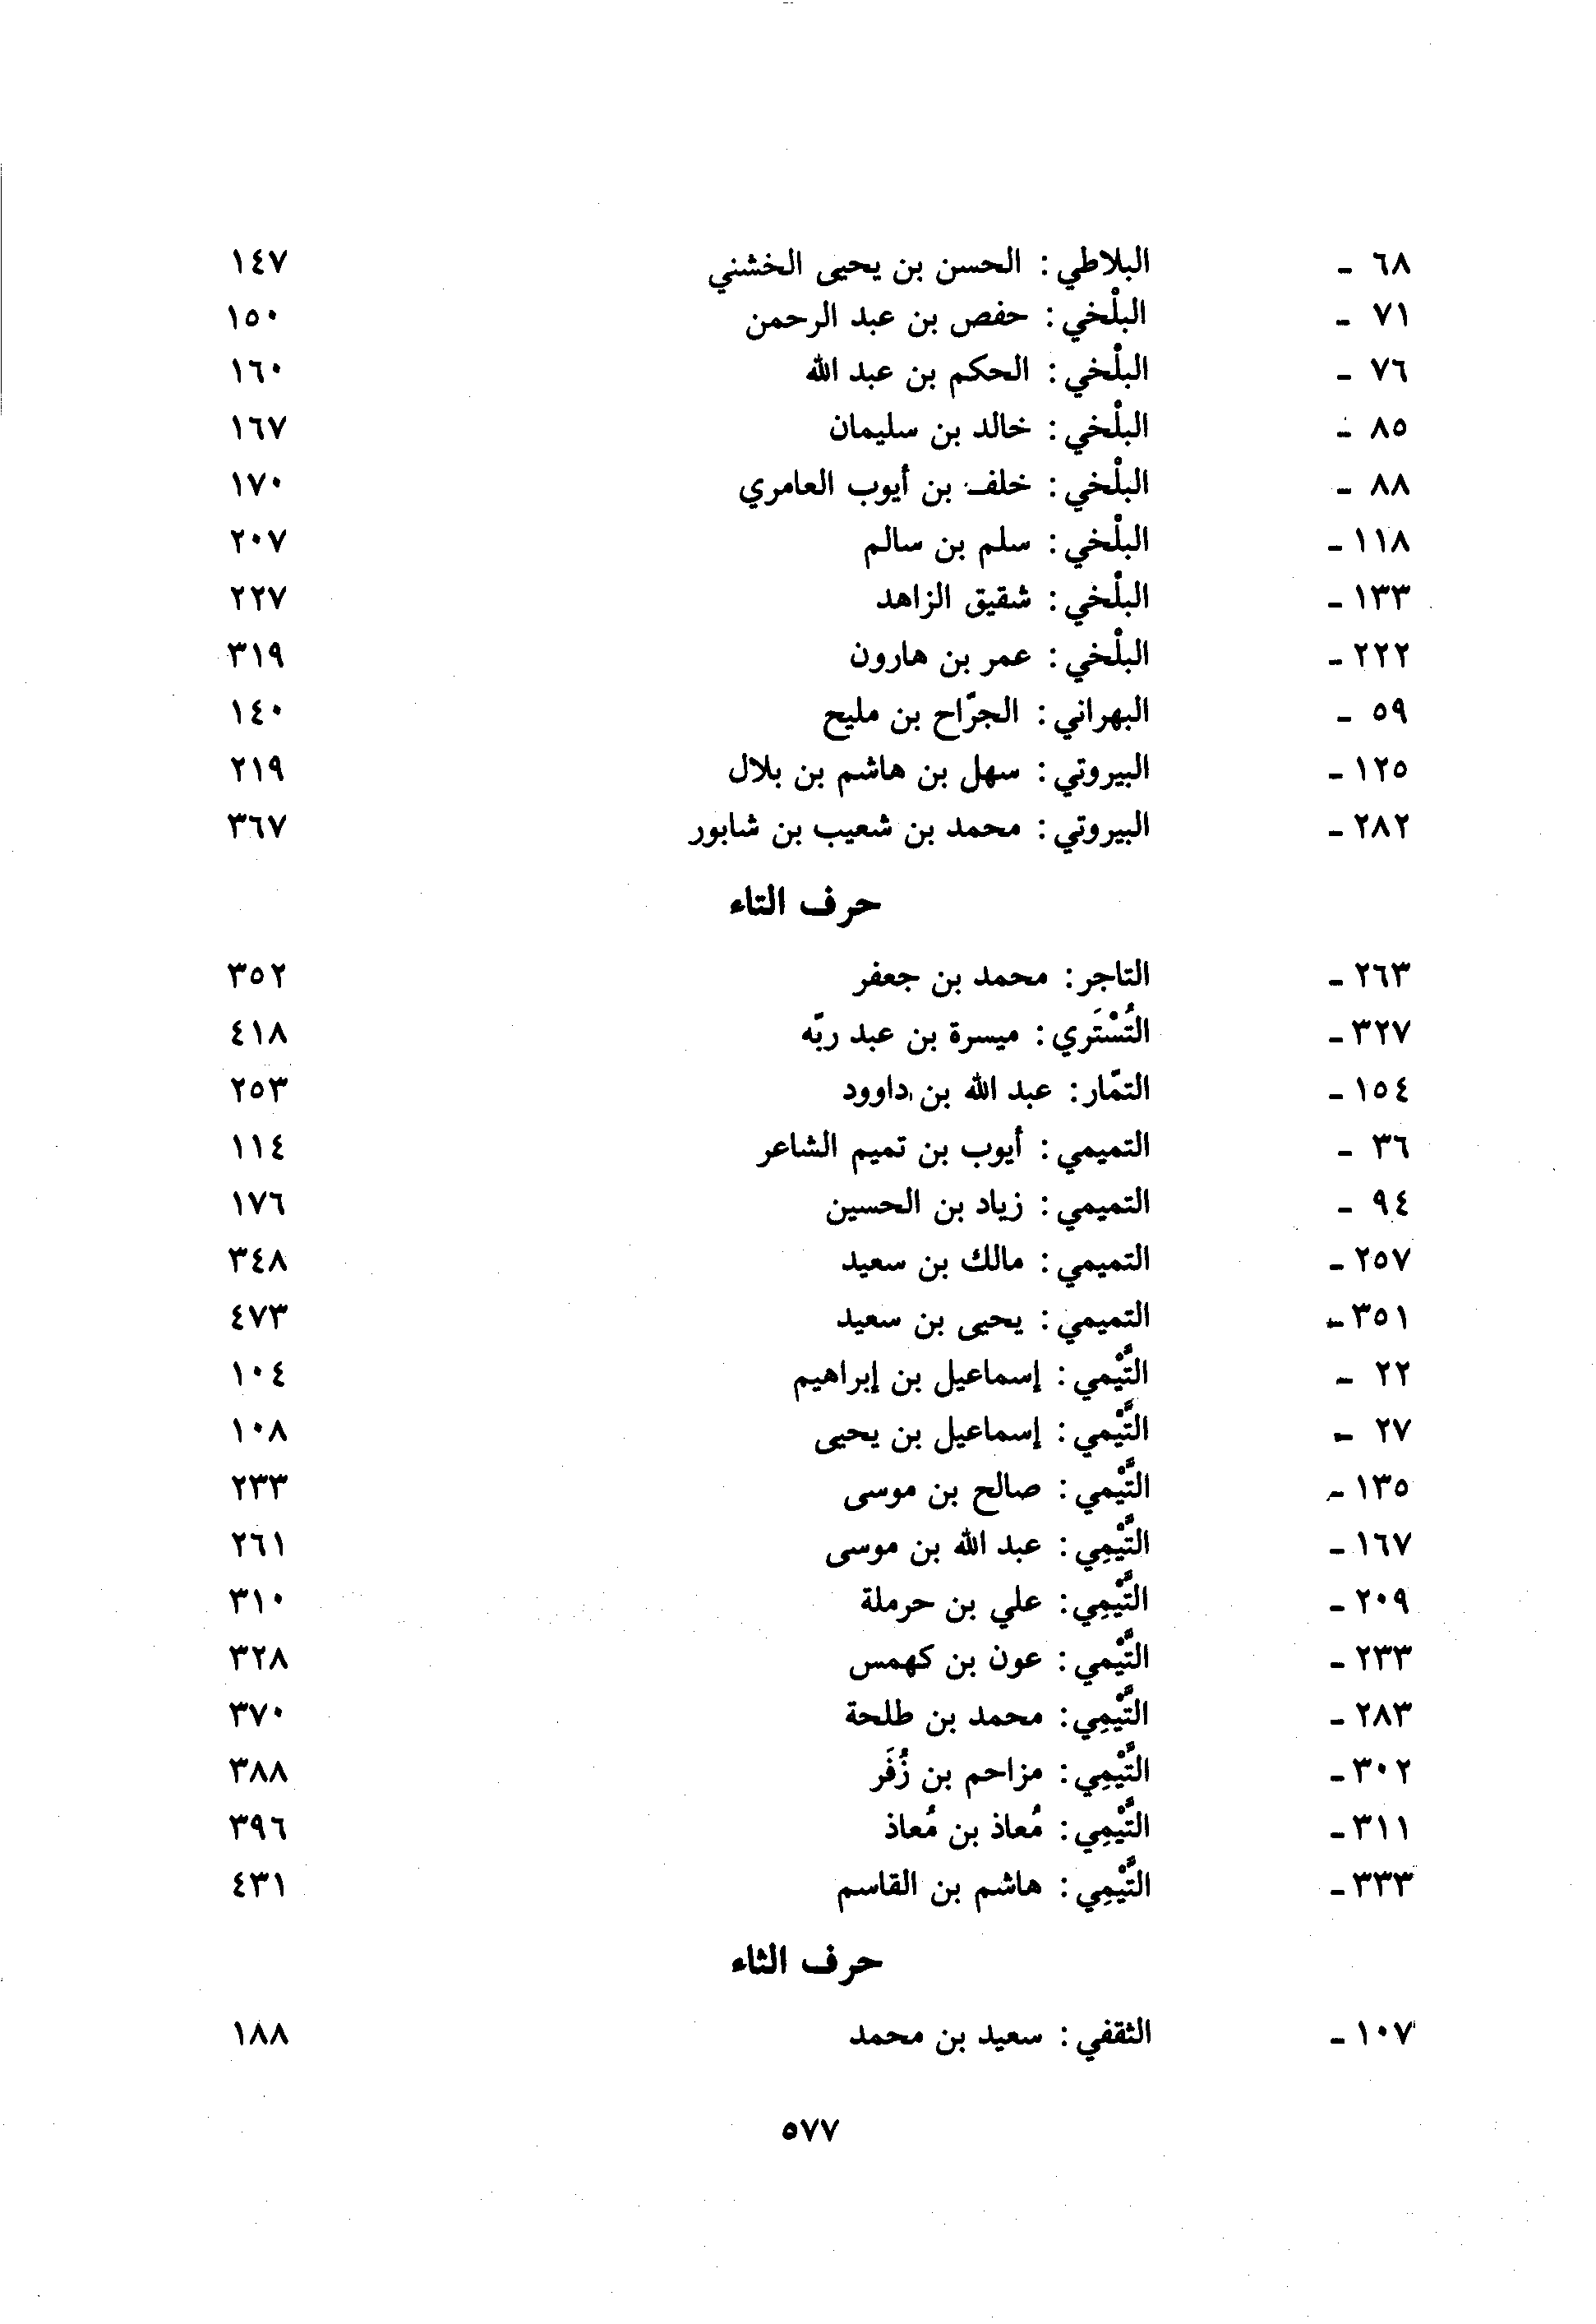 ٦٨ - البلاطي : الحسن بن يحيى الخشني ١٤٧
٧١ - البلْخي : حفص بن عبد الرحمن ١٥٠
٧٦ - البلْخي : الحكم بن عبد الله ١٦٠
٨٥ - البلْخي : خالد بن سليمان ١٦٧
٨٨ - البلْخي : خلف بن أيوب العامري ١٧٠
١١٨ - البلْخي : سلم بن سالم ٢٠٧
١٣٣ - البلْخي : شقيق الزاهد ٢٢٧
٢٢٢ - البلْخي : عمر بن هارون ٣١٩
٥٩ - البهراني : الجرّاح بن مليح ١٤٠
١٢٥ - البيروتي : سهل بن هاشم بن بلال ٢١٩
٢٨٢ - البيروتي : محمد بن شعيب بن شابور ٣٦٧
حرف التاء
٢٦٣ - التاجر : محمد بن جعفر ٣٥٢
٣٢٧ - التُسْتَري : ميسرة بن عبد ربّه ٤١٨
١٥٤ - التمّار : عبد الله بن داوود ٢٥٣
٣٦ - التميمي : أيوب بن تميم الشاعر ١١٤
٩٤ - التميمي : زياد بن الحسين ١٧٦
٢٥٧ - التميمي : مالك بن سعيد ٣٤٨
٣٥١ - التميمي : يحيى بن سعيد ٤٧٣
٢٢ - التَّيْمي : إسماعيل بن إبراهيم ١٠٤
٢٧ - التَّيْمي : إسماعيل بن يحيى ١٠٨
١٣٥ - التَّيْمي : صالح بن موسى ٢٣٣
١٦٧ - التَّيْمِي : عبد الله بن موسى ٢٦١
٢٠٩ - التَّيْمِي : علي بن حرملة ٣١٠
٢٣٣ - التَّيْمي : عون بن كهمس ٣٢٨
٢٨٣ - التَّيْمِي : محمد بن طلحة ٣٧٠
٣٠٢ - التَّيْمِي : مزاحم بن زُفَر ٣٨٨
٣١١ - التَّيْمِي : مُعاذ بن مُعاذ ٣٩٦
٣٣٣ - التَّيْمِي : هاشم بن القاسم ٤٣١
حرف الثاء
١٠٧ - الثقفي : سعيد بن محمد ١٨٨
٥٧٧